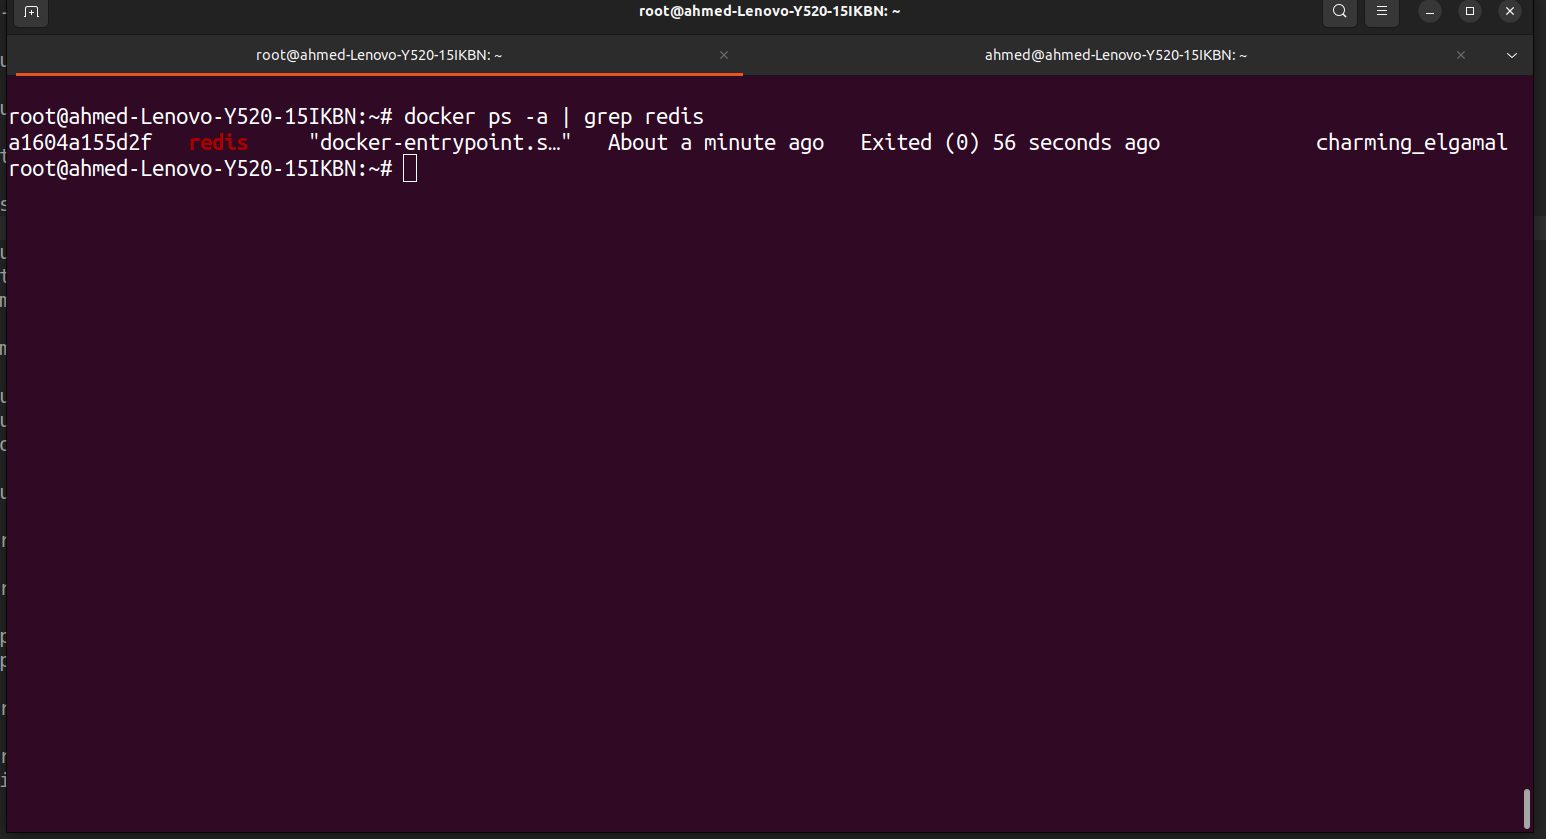 root@ahmed-Lenovo-Y520-15IKBN: ~
root@ahmed-Lenovo-Y520-15IKBN: ~
ahmed@ahmed-Lenovo-Y520-15IKBN: ~
root@ahmed-Lenovo-Y520-15IKBN:~# docker ps -a | grep redis
a1604a155d2f   redis     "docker-entrypoint.s…"   About a minute ago   Exited (0) 56 seconds ago             charming_elgamal
root@ahmed-Lenovo-Y520-15IKBN:~#